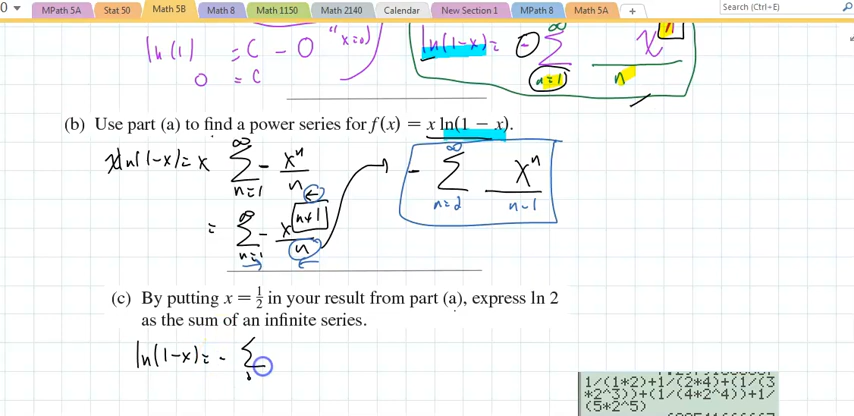 0 MPath 5A Stat 50 Math 5B Math 8 Math 1150 Math 2140 Calendar New Section 1 MPath 8 Math 5A + Search (Ctrl+E)
ln(1) = C - 0 "x=0)
0 = C
ln(1-x) = - ∑ ∞ n=1 x^n / n
(b) Use part (a) to find a power series for f(x) = x ln(1 − x).
x ln(1-x) = x ∑ ∞ n=1 - x^n / n
= ∑ ∞ n=1 - x^(n+1) / n
- ∑ ∞ n=2 x^n / n-1
(c) By putting x = 1/2 in your result from part (a), express ln 2
as the sum of an infinite series.
ln(1-x) = - ∑
1/(1*2)+1/(2*4)+(1/(3
*2^3))+(1/(4*2^4))+1/
(5*2^5)